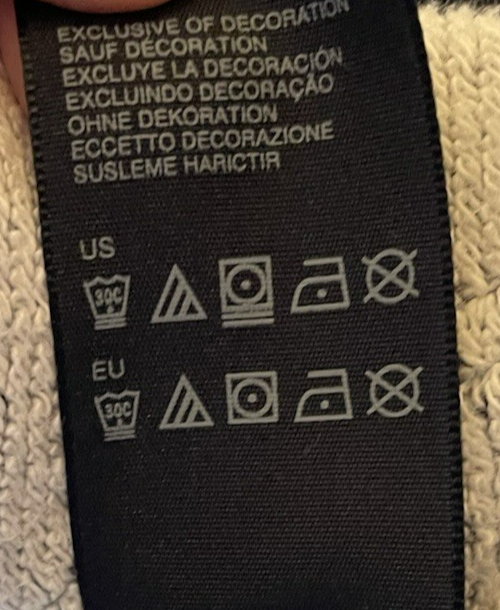 EXCLUSIVE OF DECORATION
SAUF DÉCORATION
EXCLUYE LA DECORACIÓN
EXCLUINDO DECORAÇÃO
OHNE DEKORATION
ECCETTO DECORAZIONE
SUSLEME HARICTIR
US
30C
EU
30C